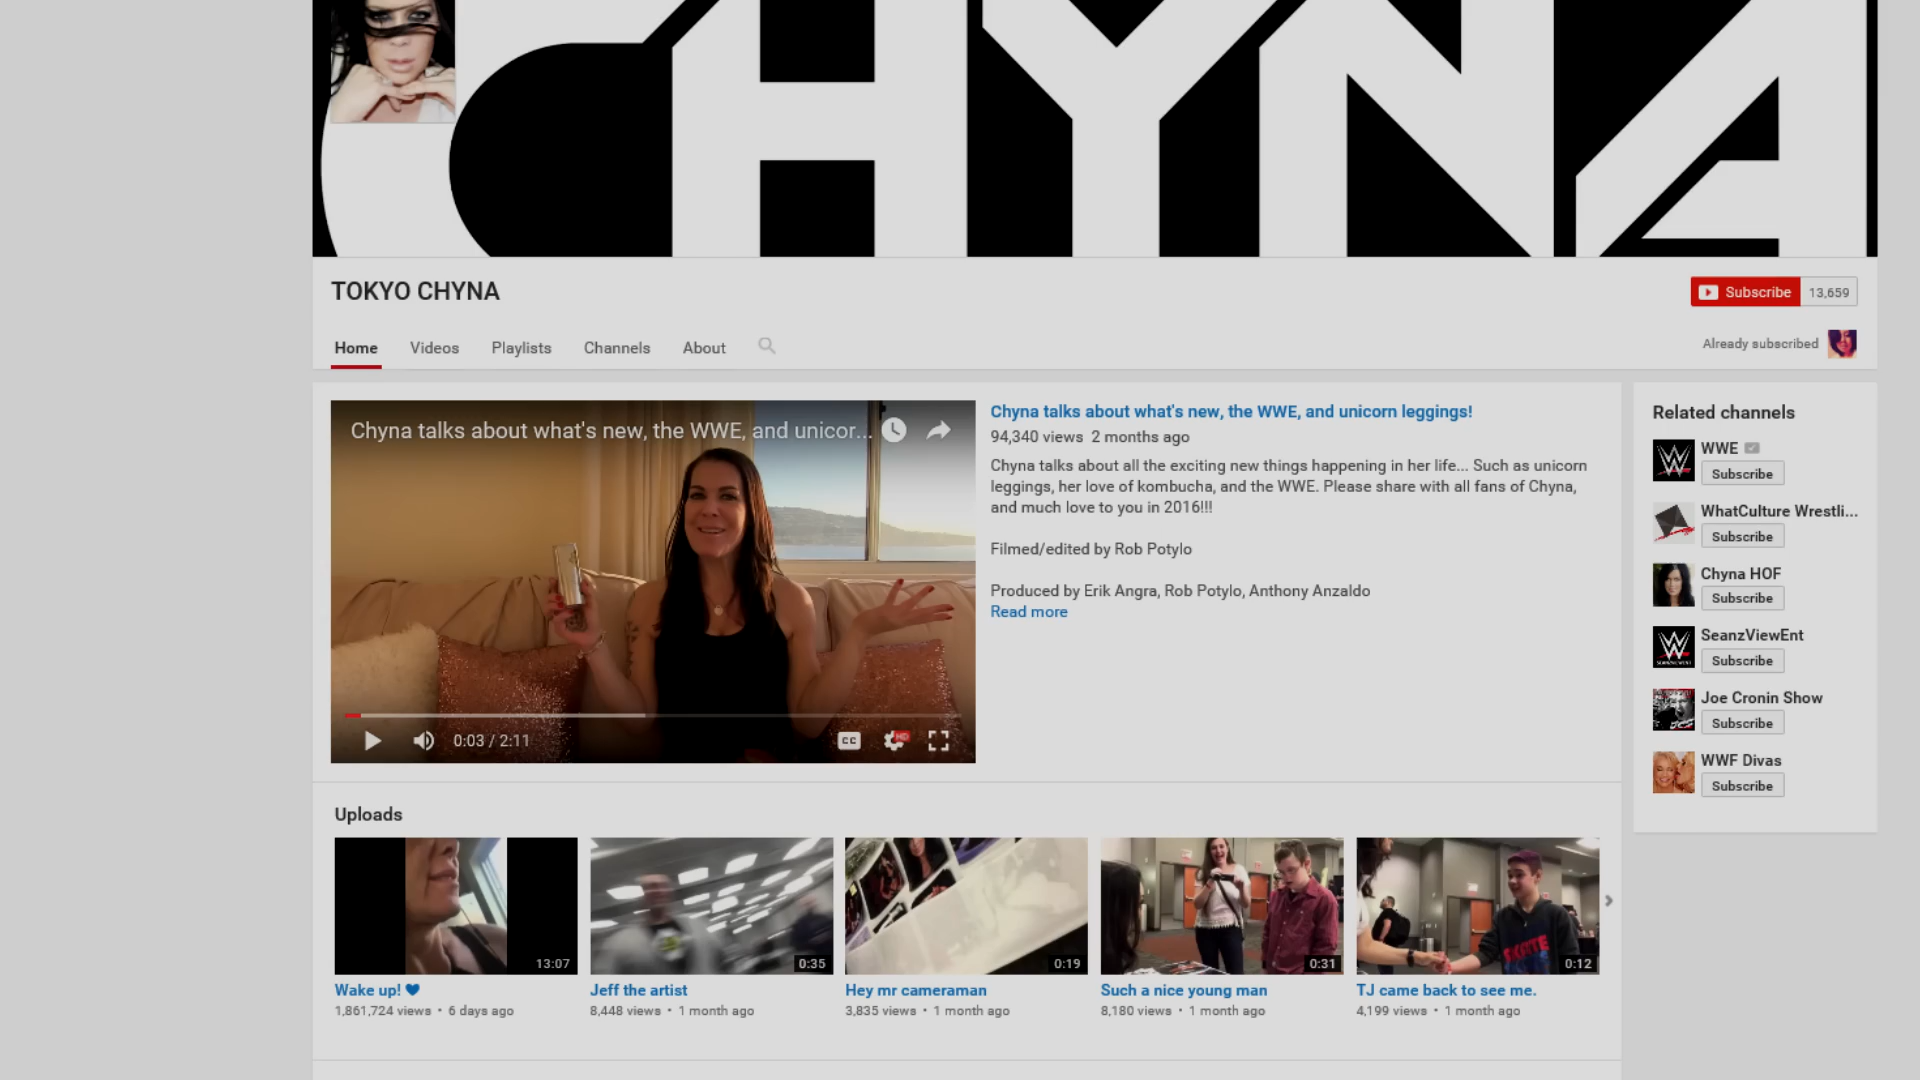 CHYNA
TOKYO CHYNA
Subscribe 13,659
Home Videos Playlists Channels About
Already subscribed
Chyna talks about what's new, the WWE, and unicor...
0:03 / 2:11
CC
HD
Chyna talks about what's new, the WWE, and unicorn leggings!
94,340 views 2 months ago
Chyna talks about all the exciting new things happening in her life... Such as unicorn
leggings, her love of kombucha, and the WWE. Please share with all fans of Chyna,
and much love to you in 2016!!!
Filmed/edited by Rob Potylo
Produced by Erik Angra, Rob Potylo, Anthony Anzaldo
Read more
Related channels
WWE
Subscribe
WhatCulture Wrestli...
Subscribe
Chyna HOF
Subscribe
SeanzViewEnt
Subscribe
Joe Cronin Show
Subscribe
WWF Divas
Subscribe
Uploads
13:07
0:35
0:19
0:31
0:12
Wake up! ♥
1,861,724 views • 6 days ago
Jeff the artist
8,448 views • 1 month ago
Hey mr cameraman
3,835 views • 1 month ago
Such a nice young man
8,180 views • 1 month ago
TJ came back to see me.
4,199 views • 1 month ago